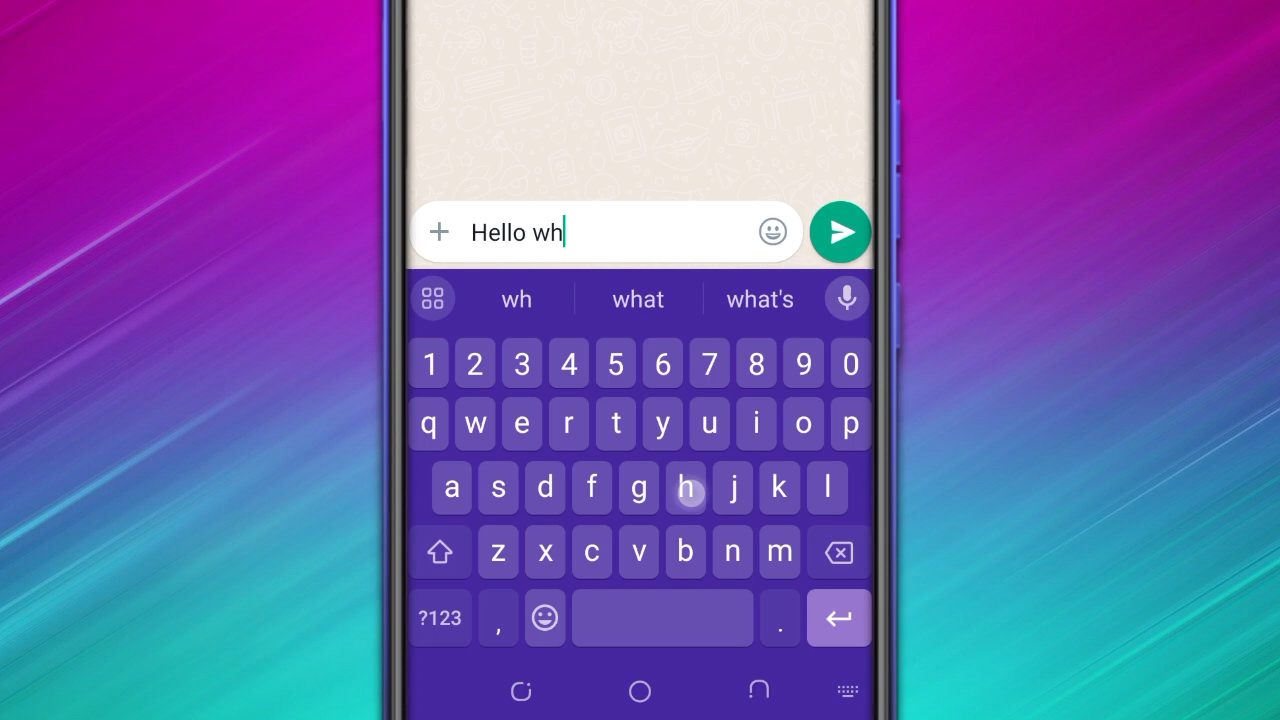 Hello wh
wh what what's
1 2 3 4 5 6 7 8 9 0
q w e r t y u i o p
a s d f g h j k l
z x c v b n m
?123 , .